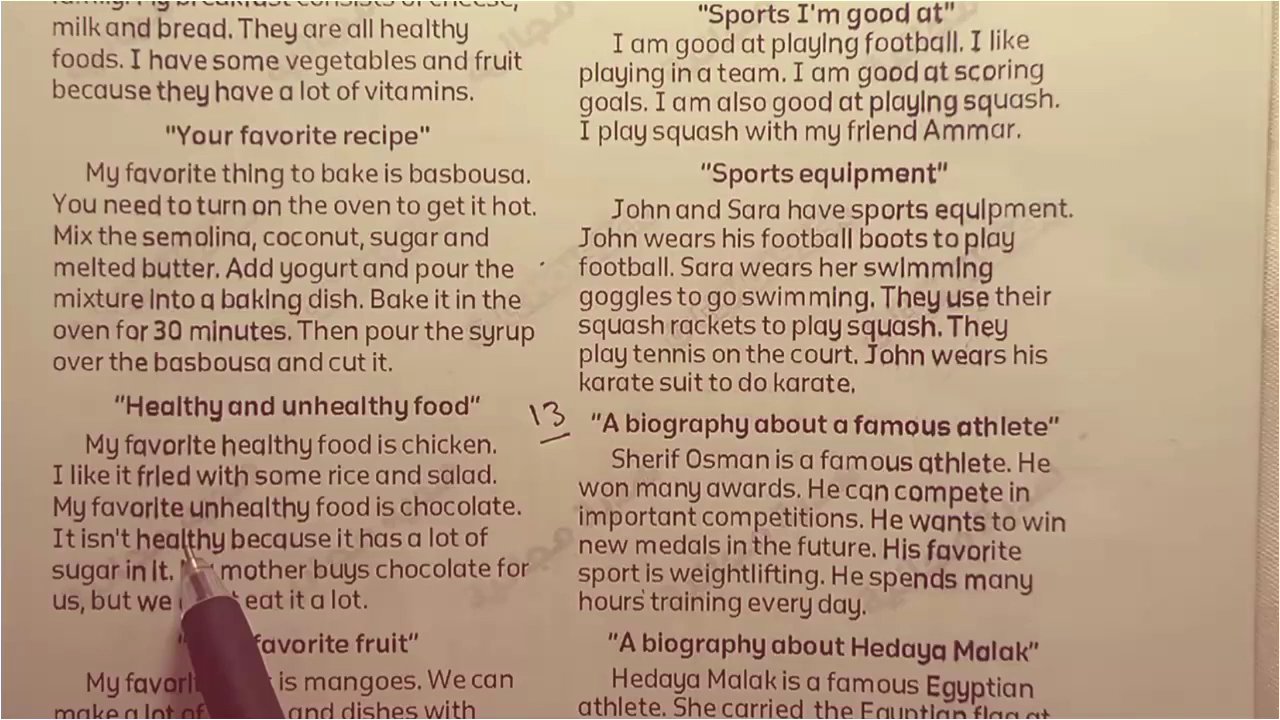 milk and bread. They are all healthy
foods. I have some vegetables and fruit
because they have a lot of vitamins.
"Your favorite recipe"
My favorite thing to bake is basbousa.
You need to turn on the oven to get it hot.
Mix the semolina, coconut, sugar and
melted butter. Add yogurt and pour the
mixture into a baking dish. Bake it in the
oven for 30 minutes. Then pour the syrup
over the basbousa and cut it.
"Healthy and unhealthy food"
My favorite healthy food is chicken.
I like it fried with some rice and salad.
My favorite unhealthy food is chocolate.
It isn't healthy because it has a lot of
sugar in it. mother buys chocolate for
us, but we eat it a lot.
favorite fruit"
My is mangoes. We can
make a lot of and dishes with
"Sports I'm good at"
I am good at playing football. I like
playing in a team. I am good at scoring
goals. I am also good at playing squash.
I play squash with my friend Ammar.
"Sports equipment"
John and Sara have sports equipment.
John wears his football boots to play
football. Sara wears her swimming
goggles to go swimming. They use their
squash rackets to play squash. They
play tennis on the court. John wears his
karate suit to do karate.
13 "A biography about a famous athlete"
Sherif Osman is a famous athlete. He
won many awards. He can compete in
important competitions. He wants to win
new medals in the future. His favorite
sport is weightlifting. He spends many
hours' training every day.
"A biography about Hedaya Malak"
Hedaya Malak is a famous Egyptian
athlete. She carried the Egyptian flag at